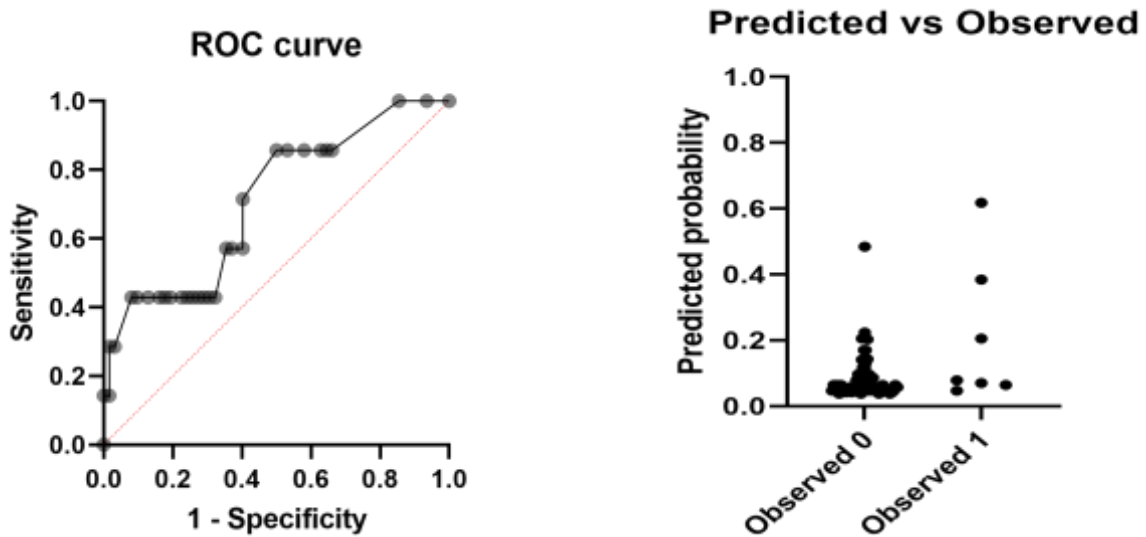 ROC curve
1.0
0.8
0.6
0.4
0.2
0.0
Sensitivity
0.0 0.2 0.4 0.6 0.8 1.0
1 - Specificity
Predicted vs Observed
1.0
0.8
0.6
0.4
0.2
0.0
Predicted probability
Observed 0
Observed 1